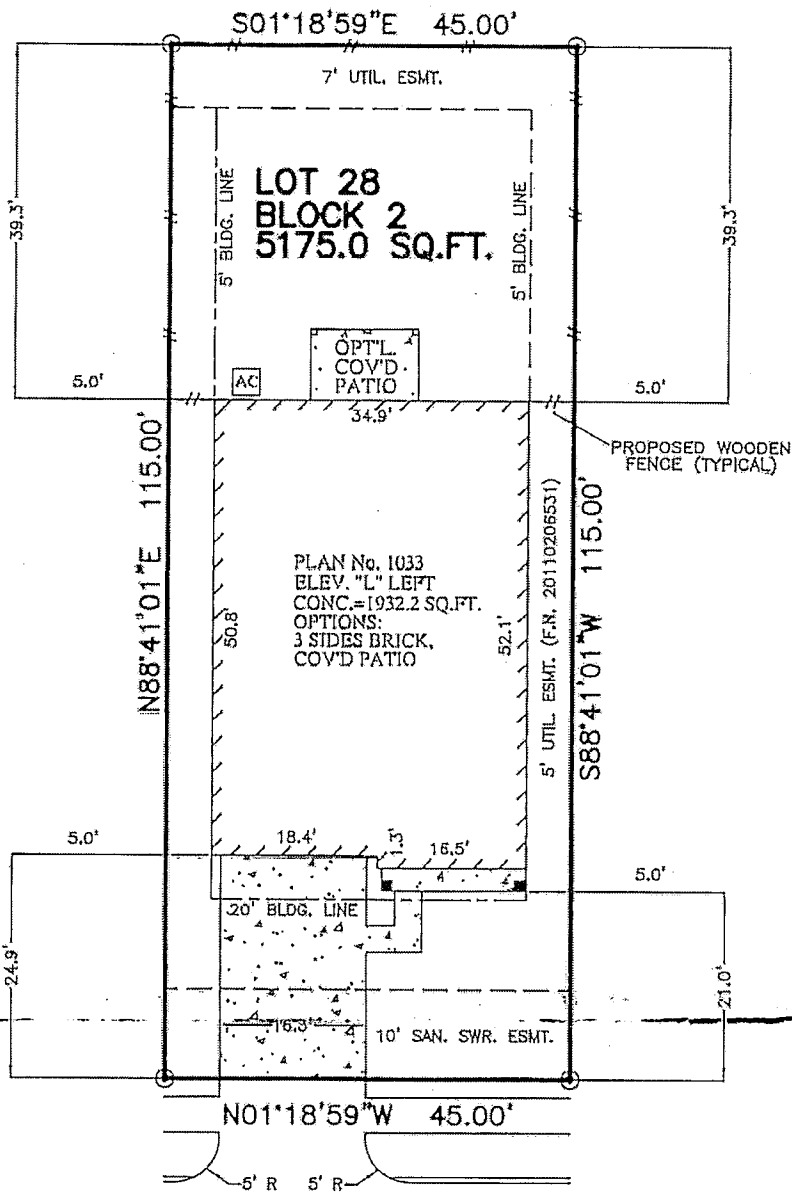 S01°18'59"E 45.00'
7' UTIL. ESMT.
39.3'
5' BLDG. LINE
LOT 28
BLOCK 2
5175.0 SQ.FT.
5' BLDG. LINE
39.3'
OPT'L.
COV'D
PATIO
AC
5.0'
34.9'
5.0'
PROPOSED WOODEN
FENCE (TYPICAL)
N88°41'01"E 115.00'
50.8'
PLAN No. 1033
ELEV. "L" LEFT
CONC.=1932.2 SQ.FT.
OPTIONS:
3 SIDES BRICK,
COV'D PATIO
52.1'
5' UTIL. ESMT. (F.N. 20110206531)
S88°41'01"W 115.00'
5.0'
18.4'
1.3'
16.5'
5.0'
20' BLDG. LINE
24.9'
21.0'
16.3'
10' SAN. SWR. ESMT.
N01°18'59"W 45.00'
5' R 5' R